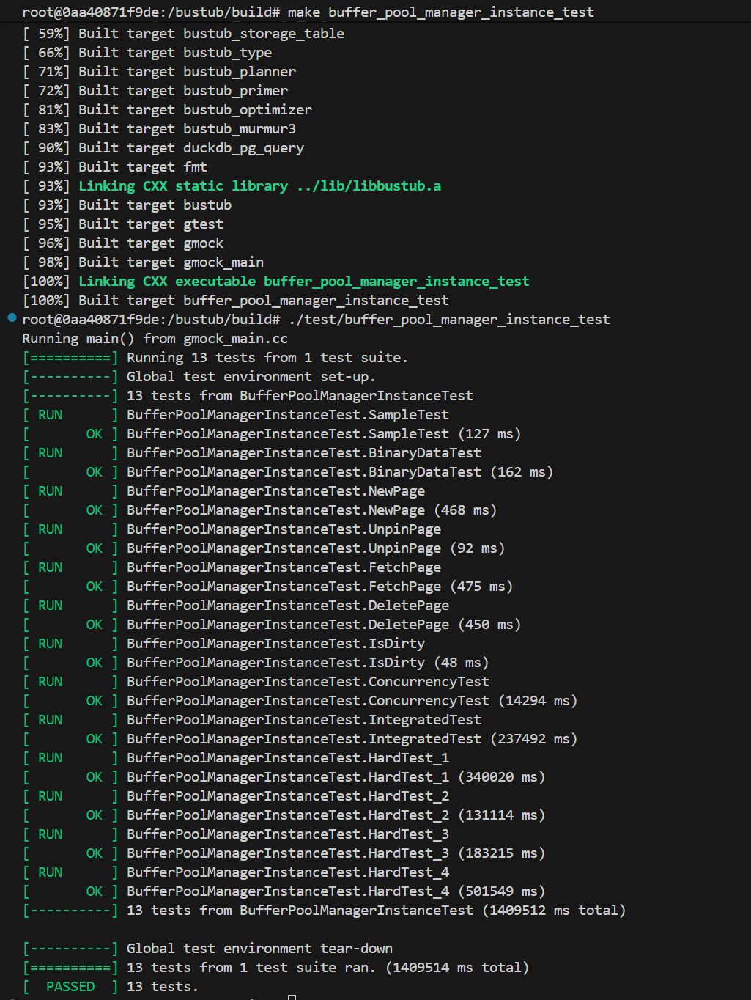 root@0aa40871f9de:/bustub/build# make buffer_pool_manager_instance_test
[ 59%] Built target bustub_storage_table
[ 66%] Built target bustub_type
[ 71%] Built target bustub_planner
[ 72%] Built target bustub_primer
[ 81%] Built target bustub_optimizer
[ 83%] Built target bustub_murmur3
[ 90%] Built target duckdb_pg_query
[ 93%] Built target fmt
[ 93%] Linking CXX static library ../lib/libbustub.a
[ 93%] Built target bustub
[ 95%] Built target gtest
[ 96%] Built target gmock
[ 98%] Built target gmock_main
[100%] Linking CXX executable buffer_pool_manager_instance_test
[100%] Built target buffer_pool_manager_instance_test
root@0aa40871f9de:/bustub/build# ./test/buffer_pool_manager_instance_test
Running main() from gmock_main.cc
[==========] Running 13 tests from 1 test suite.
[----------] Global test environment set-up.
[----------] 13 tests from BufferPoolManagerInstanceTest
[ RUN      ] BufferPoolManagerInstanceTest.SampleTest
[       OK ] BufferPoolManagerInstanceTest.SampleTest (127 ms)
[ RUN      ] BufferPoolManagerInstanceTest.BinaryDataTest
[       OK ] BufferPoolManagerInstanceTest.BinaryDataTest (162 ms)
[ RUN      ] BufferPoolManagerInstanceTest.NewPage
[       OK ] BufferPoolManagerInstanceTest.NewPage (468 ms)
[ RUN      ] BufferPoolManagerInstanceTest.UnpinPage
[       OK ] BufferPoolManagerInstanceTest.UnpinPage (92 ms)
[ RUN      ] BufferPoolManagerInstanceTest.FetchPage
[       OK ] BufferPoolManagerInstanceTest.FetchPage (475 ms)
[ RUN      ] BufferPoolManagerInstanceTest.DeletePage
[       OK ] BufferPoolManagerInstanceTest.DeletePage (450 ms)
[ RUN      ] BufferPoolManagerInstanceTest.IsDirty
[       OK ] BufferPoolManagerInstanceTest.IsDirty (48 ms)
[ RUN      ] BufferPoolManagerInstanceTest.ConcurrencyTest
[       OK ] BufferPoolManagerInstanceTest.ConcurrencyTest (14294 ms)
[ RUN      ] BufferPoolManagerInstanceTest.IntegratedTest
[       OK ] BufferPoolManagerInstanceTest.IntegratedTest (237492 ms)
[ RUN      ] BufferPoolManagerInstanceTest.HardTest_1
[       OK ] BufferPoolManagerInstanceTest.HardTest_1 (340020 ms)
[ RUN      ] BufferPoolManagerInstanceTest.HardTest_2
[       OK ] BufferPoolManagerInstanceTest.HardTest_2 (131114 ms)
[ RUN      ] BufferPoolManagerInstanceTest.HardTest_3
[       OK ] BufferPoolManagerInstanceTest.HardTest_3 (183215 ms)
[ RUN      ] BufferPoolManagerInstanceTest.HardTest_4
[       OK ] BufferPoolManagerInstanceTest.HardTest_4 (501549 ms)
[----------] 13 tests from BufferPoolManagerInstanceTest (1409512 ms total)
[----------] Global test environment tear-down
[==========] 13 tests from 1 test suite ran. (1409514 ms total)
[  PASSED  ] 13 tests.